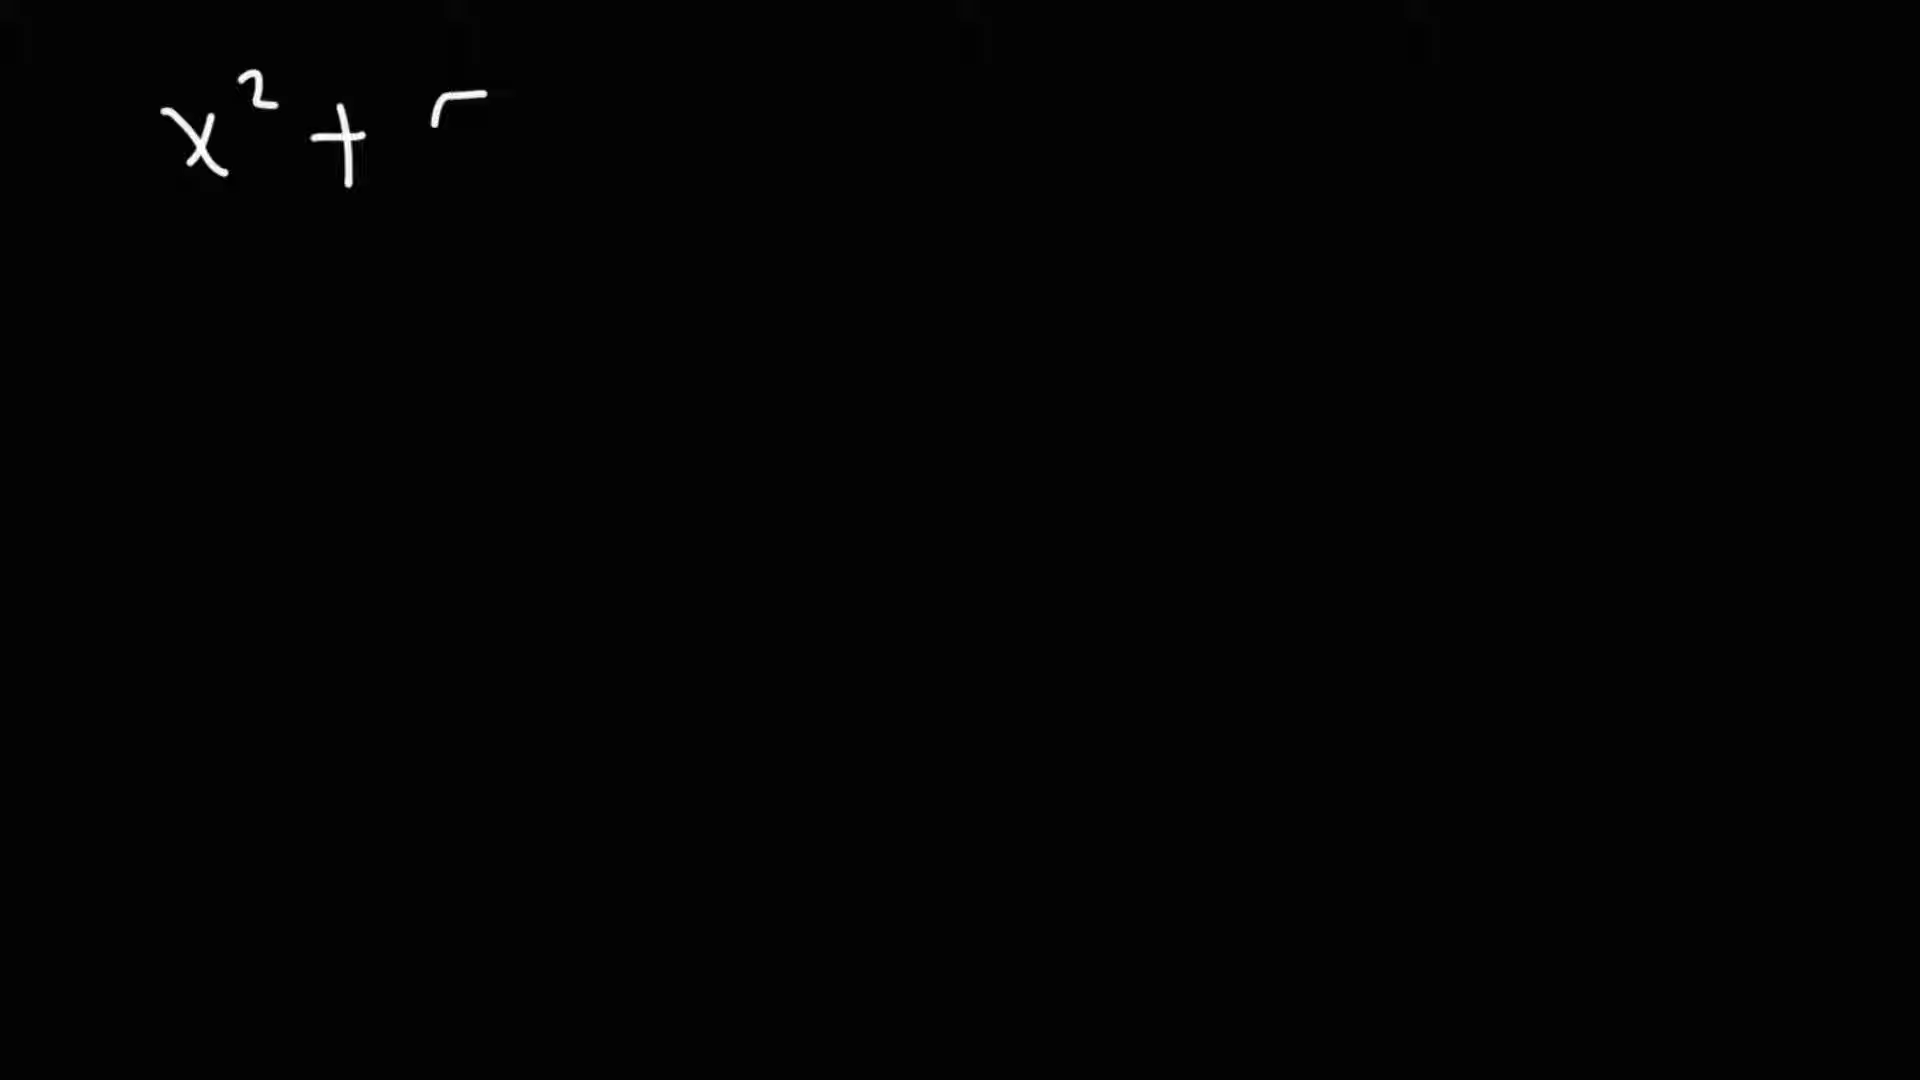 x² +